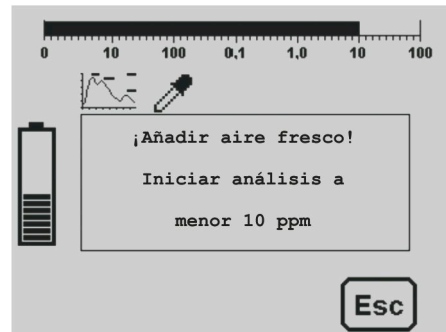 0 10 100 0,1 1,0 10 100
¡Añadir aire fresco!
Iniciar análisis a
menor 10 ppm
Esc